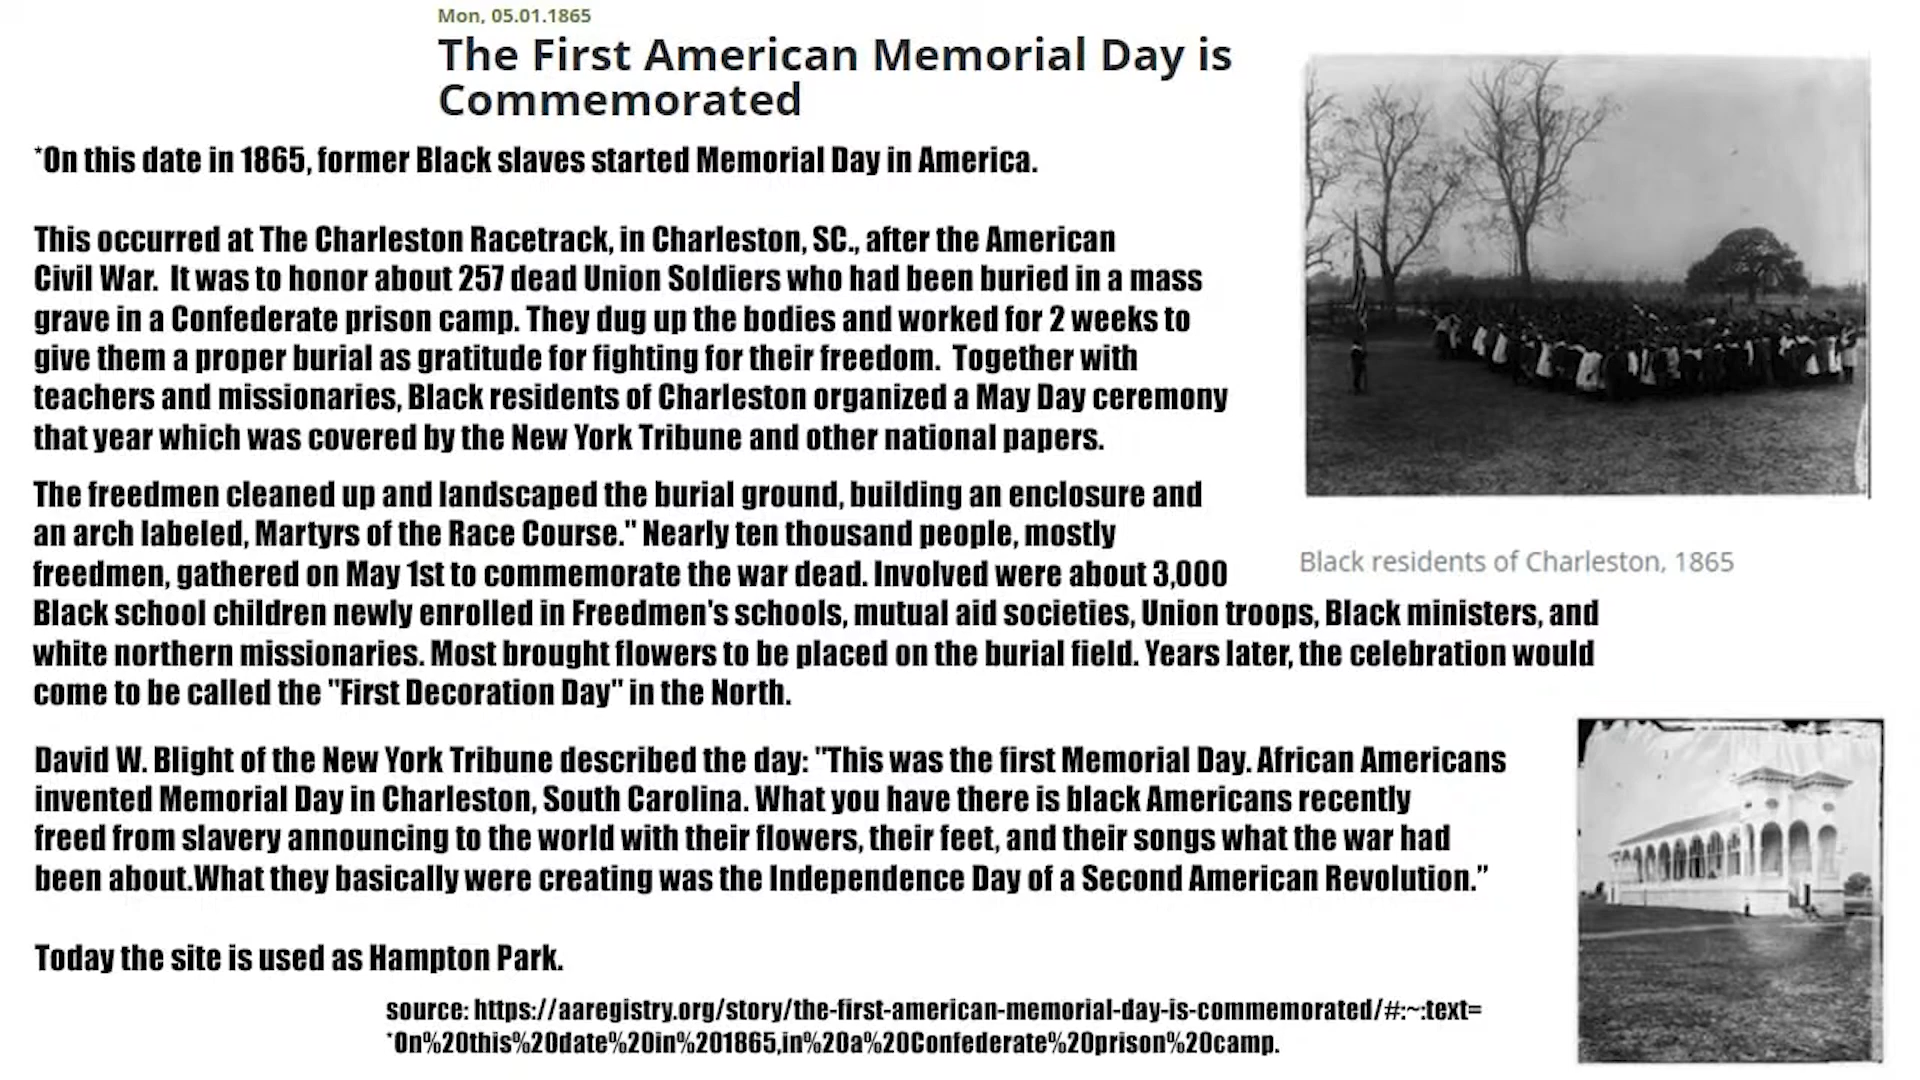 Mon, 05.01.1865
The First American Memorial Day is
Commemorated
*On this date in 1865, former Black slaves started Memorial Day in America.
This occurred at The Charleston Racetrack, in Charleston, SC., after the American
Civil War.  It was to honor about 257 dead Union Soldiers who had been buried in a mass
grave in a Confederate prison camp. They dug up the bodies and worked for 2 weeks to
give them a proper burial as gratitude for fighting for their freedom.  Together with
teachers and missionaries, Black residents of Charleston organized a May Day ceremony
that year which was covered by the New York Tribune and other national papers.
The freedmen cleaned up and landscaped the burial ground, building an enclosure and
an arch labeled, Martyrs of the Race Course." Nearly ten thousand people, mostly
freedmen, gathered on May 1st to commemorate the war dead. Involved were about 3,000
Black school children newly enrolled in Freedmen's schools, mutual aid societies, Union troops, Black ministers, and
white northern missionaries. Most brought flowers to be placed on the burial field. Years later, the celebration would
come to be called the "First Decoration Day" in the North.
Black residents of Charleston, 1865
David W. Blight of the New York Tribune described the day: "This was the first Memorial Day. African Americans
invented Memorial Day in Charleston, South Carolina. What you have there is black Americans recently
freed from slavery announcing to the world with their flowers, their feet, and their songs what the war had
been about.What they basically were creating was the Independence Day of a Second American Revolution.”
Today the site is used as Hampton Park.
source: https://aaregistry.org/story/the-first-american-memorial-day-is-commemorated/#:~:text=
*On%20this%20date%20in%201865,in%20a%20Confederate%20prison%20camp.